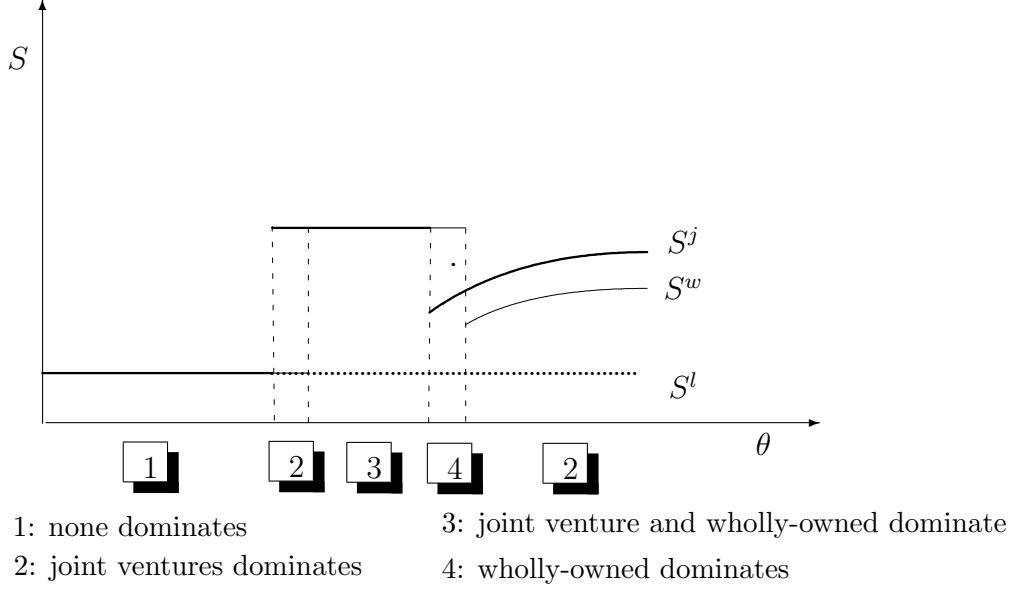 S
S^j
S^w
S^l
θ
1 2 3 4 2
1: none dominates
2: joint ventures dominates
3: joint venture and wholly-owned dominate
4: wholly-owned dominates